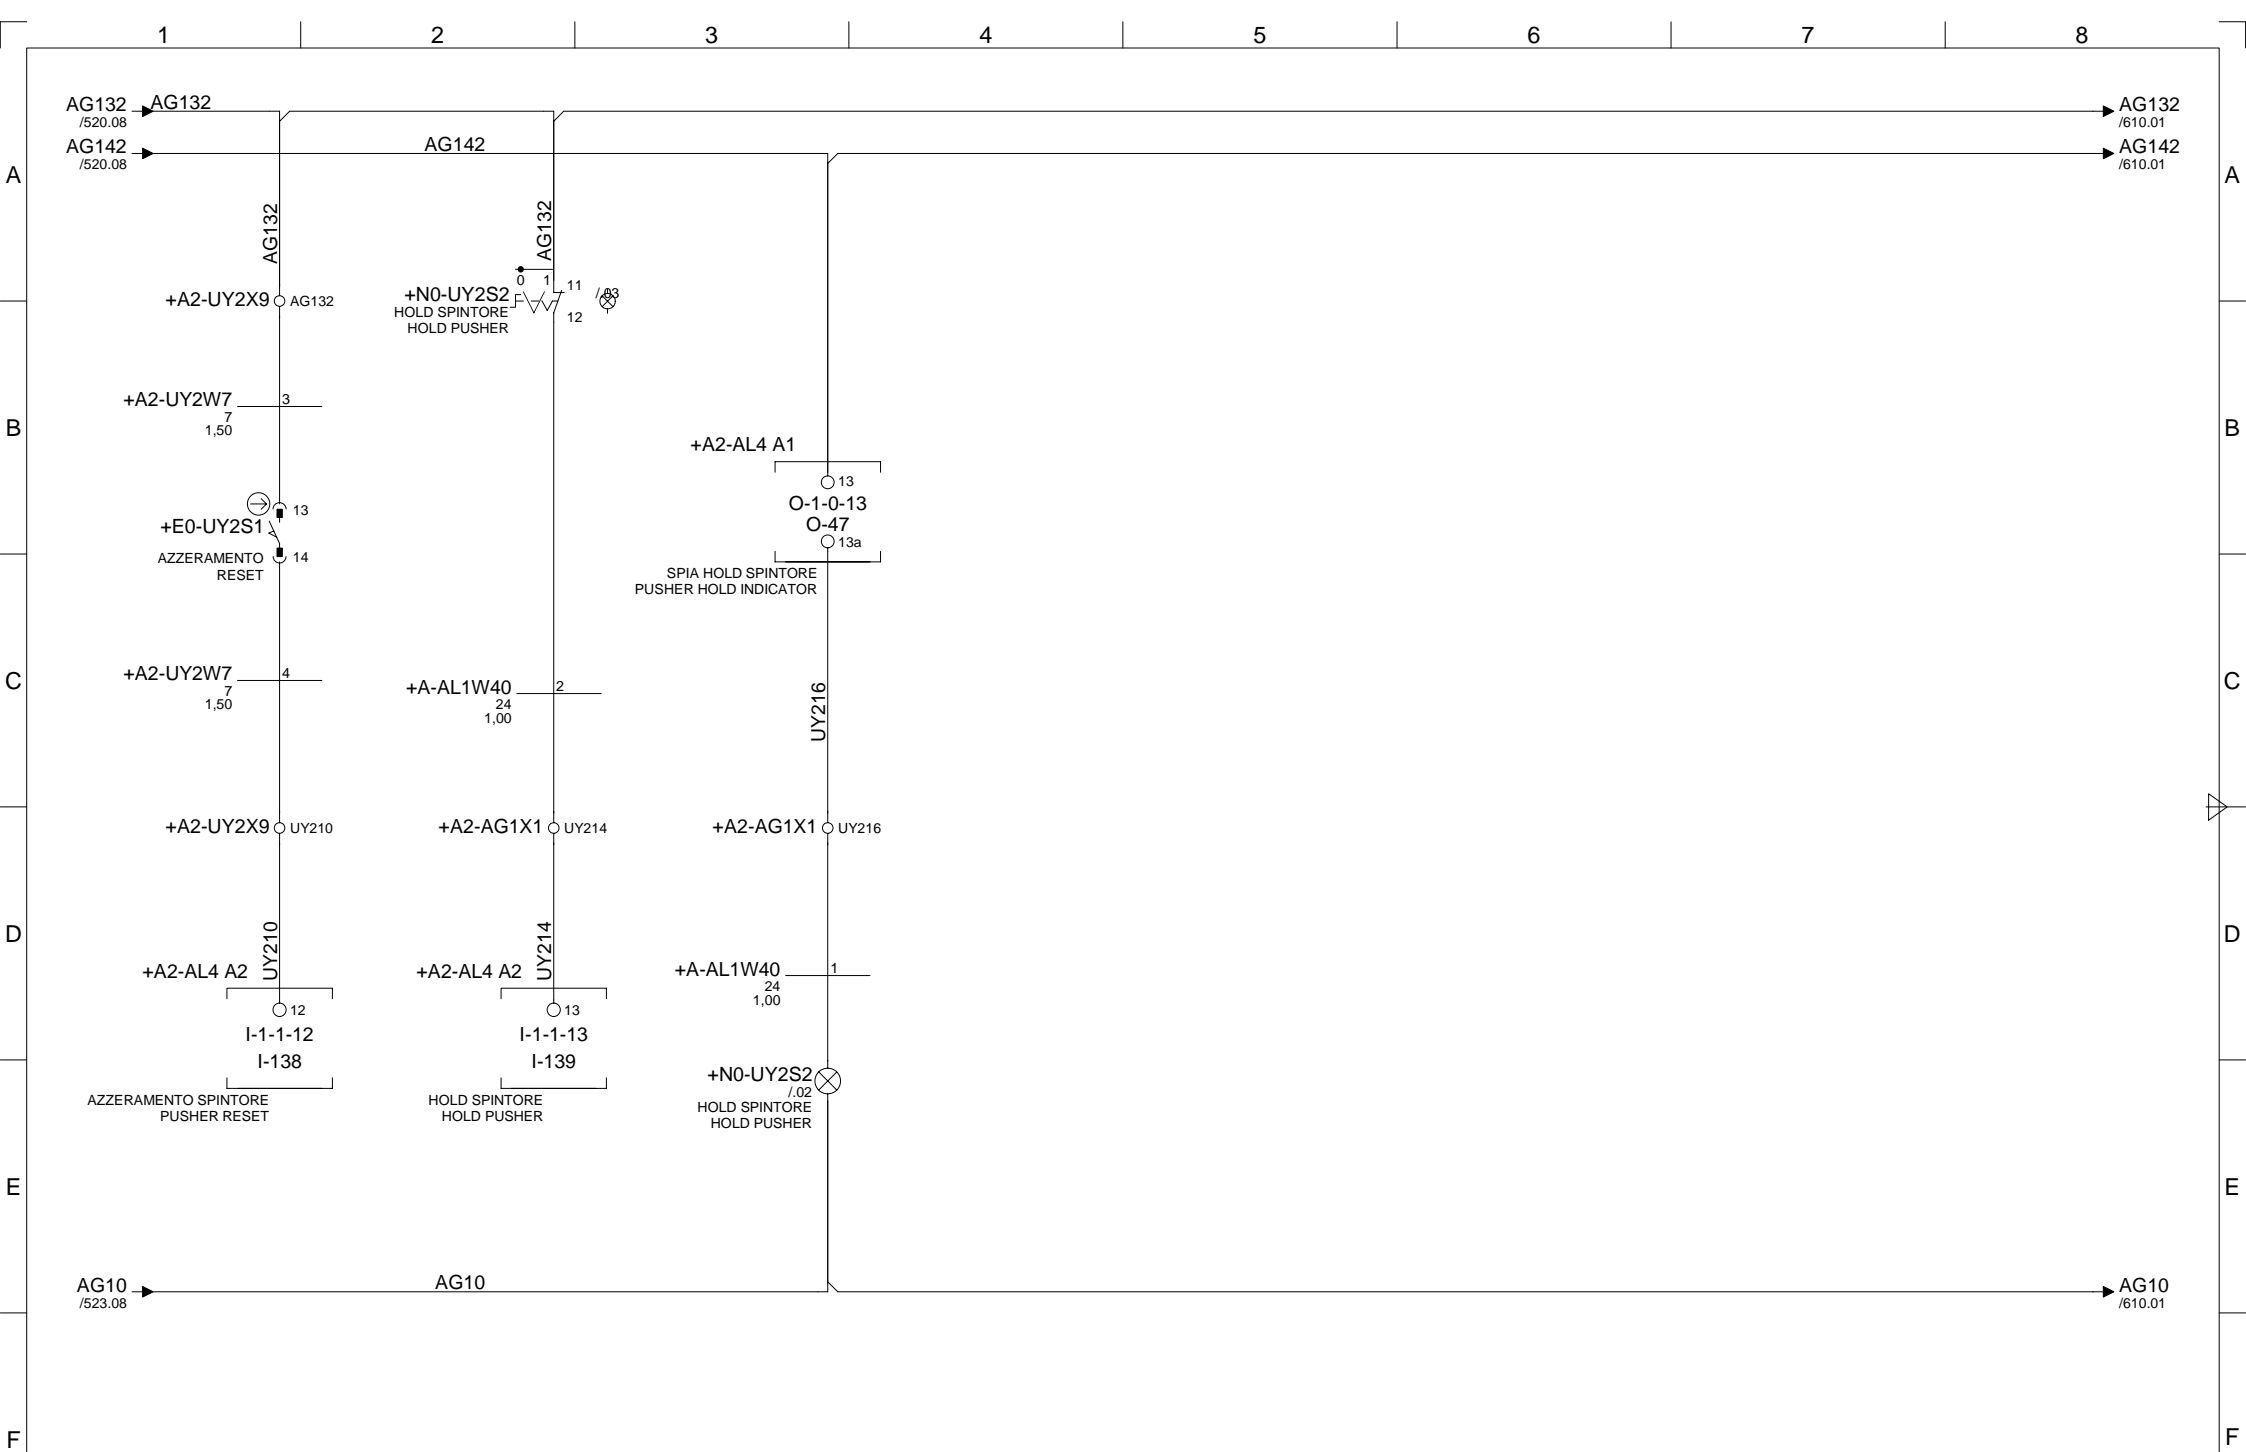 1 2 3 4 5 6 7 8
AG132 AG132 AG132
/520.08 /610.01
AG142 AG142 AG142
/520.08 /610.01
A A
AG132
AG132
+A2-UY2X9 AG132
+N0-UY2S2 0 1 11 /.03
HOLD SPINTORE
HOLD PUSHER 12
+A2-UY2W7 3
7
1,50
B B
+A2-AL4 A1
13
O-1-0-13
O-47
13a
SPIA HOLD SPINTORE
PUSHER HOLD INDICATOR
13
+E0-UY2S1
AZZERAMENTO 14
RESET
+A2-UY2W7 4
7
1,50
C C
+A-AL1W40 2
24
1,00
UY216
+A2-UY2X9 UY210
+A2-AG1X1 UY214
+A2-AG1X1 UY216
D D
UY210
UY214
+A2-AL4 A2
12
I-1-1-12
I-138
AZZERAMENTO SPINTORE
PUSHER RESET
+A2-AL4 A2
13
I-1-1-13
I-139
HOLD SPINTORE
HOLD PUSHER
+A-AL1W40 1
24
1,00
+N0-UY2S2
/.02
HOLD SPINTORE
HOLD PUSHER
E E
AG10 AG10 AG10
/523.08 /610.01
F F